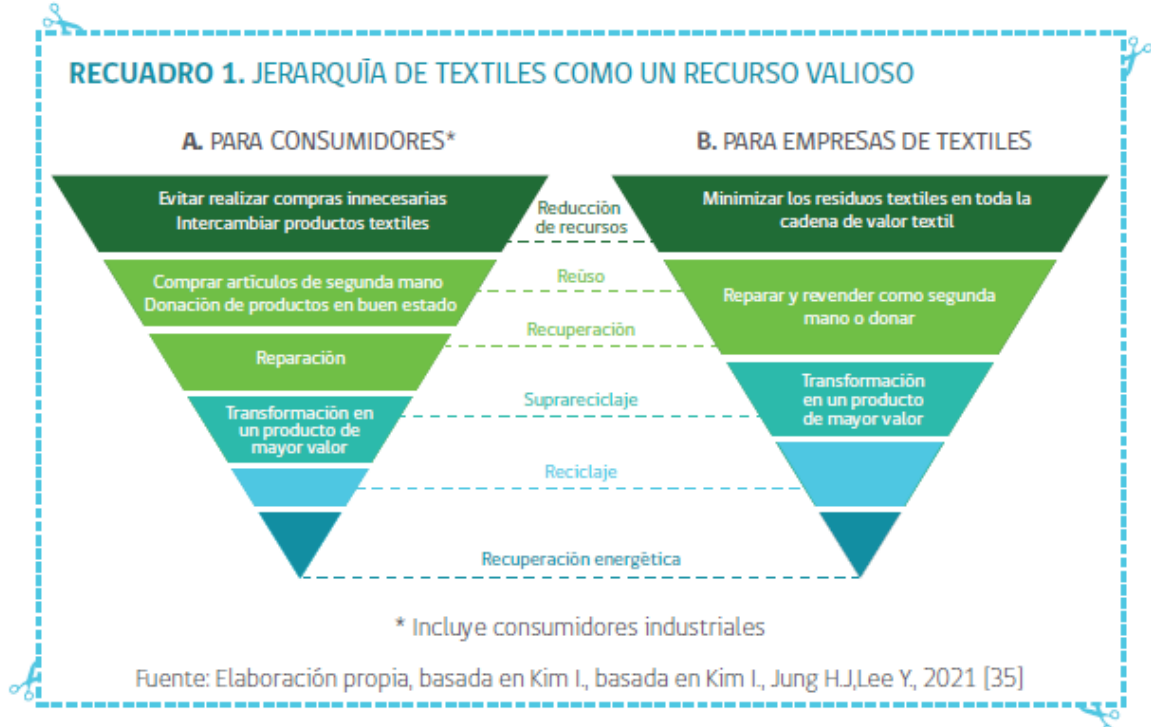 RECUADRO 1. JERARQUÍA DE TEXTILES COMO UN RECURSO VALIOSO
A. PARA CONSUMIDORES*
B. PARA EMPRESAS DE TEXTILES
Evitar realizar compras innecesarias
Intercambiar productos textiles
Reducción
de recursos
Minimizar los residuos textiles en toda la
cadena de valor textil
Comprar artículos de segunda mano
Donación de productos en buen estado
Reúso
Reparar y revender como segunda
mano o donar
Recuperación
Reparación
Transformación en
un producto de
mayor valor
Suprareciclaje
Transformación
en un producto
de mayor valor
Reciclaje
Recuperación energética
* Incluye consumidores industriales
Fuente: Elaboración propia, basada en Kim I., basada en Kim I., Jung H.J,Lee Y., 2021 [35]